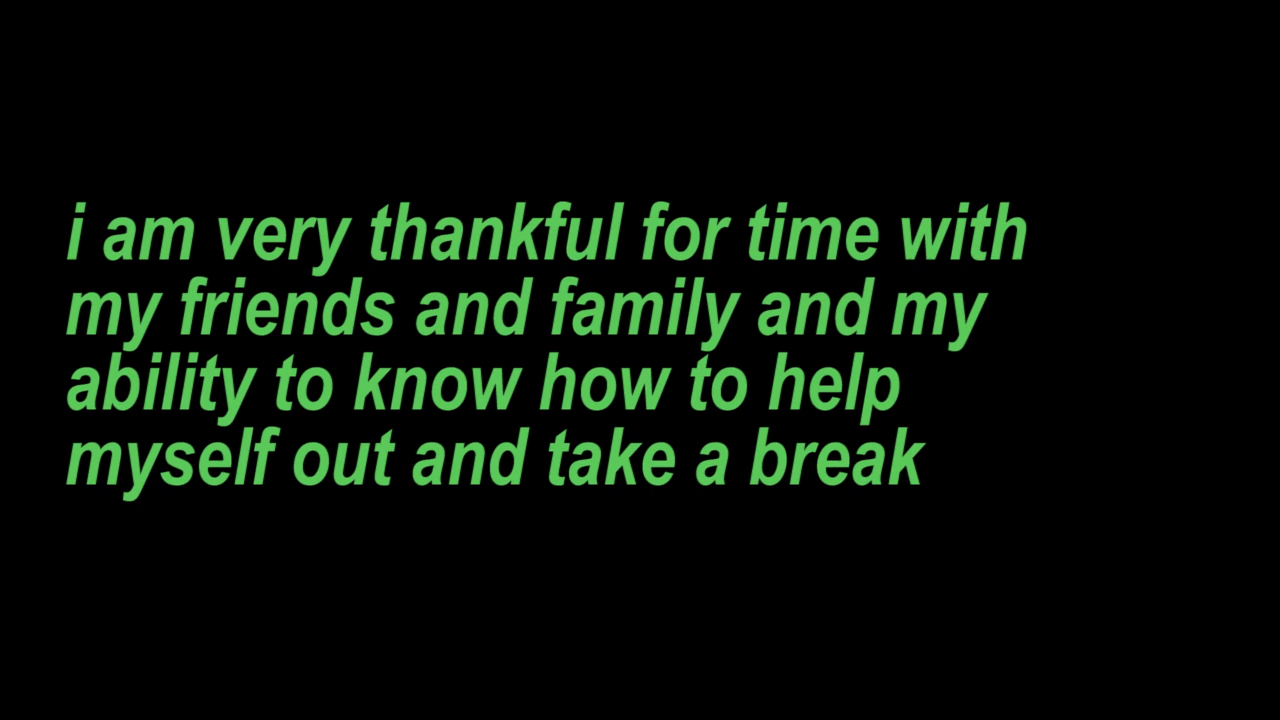 i am very thankful for time with
my friends and family and my
ability to know how to help
myself out and take a break